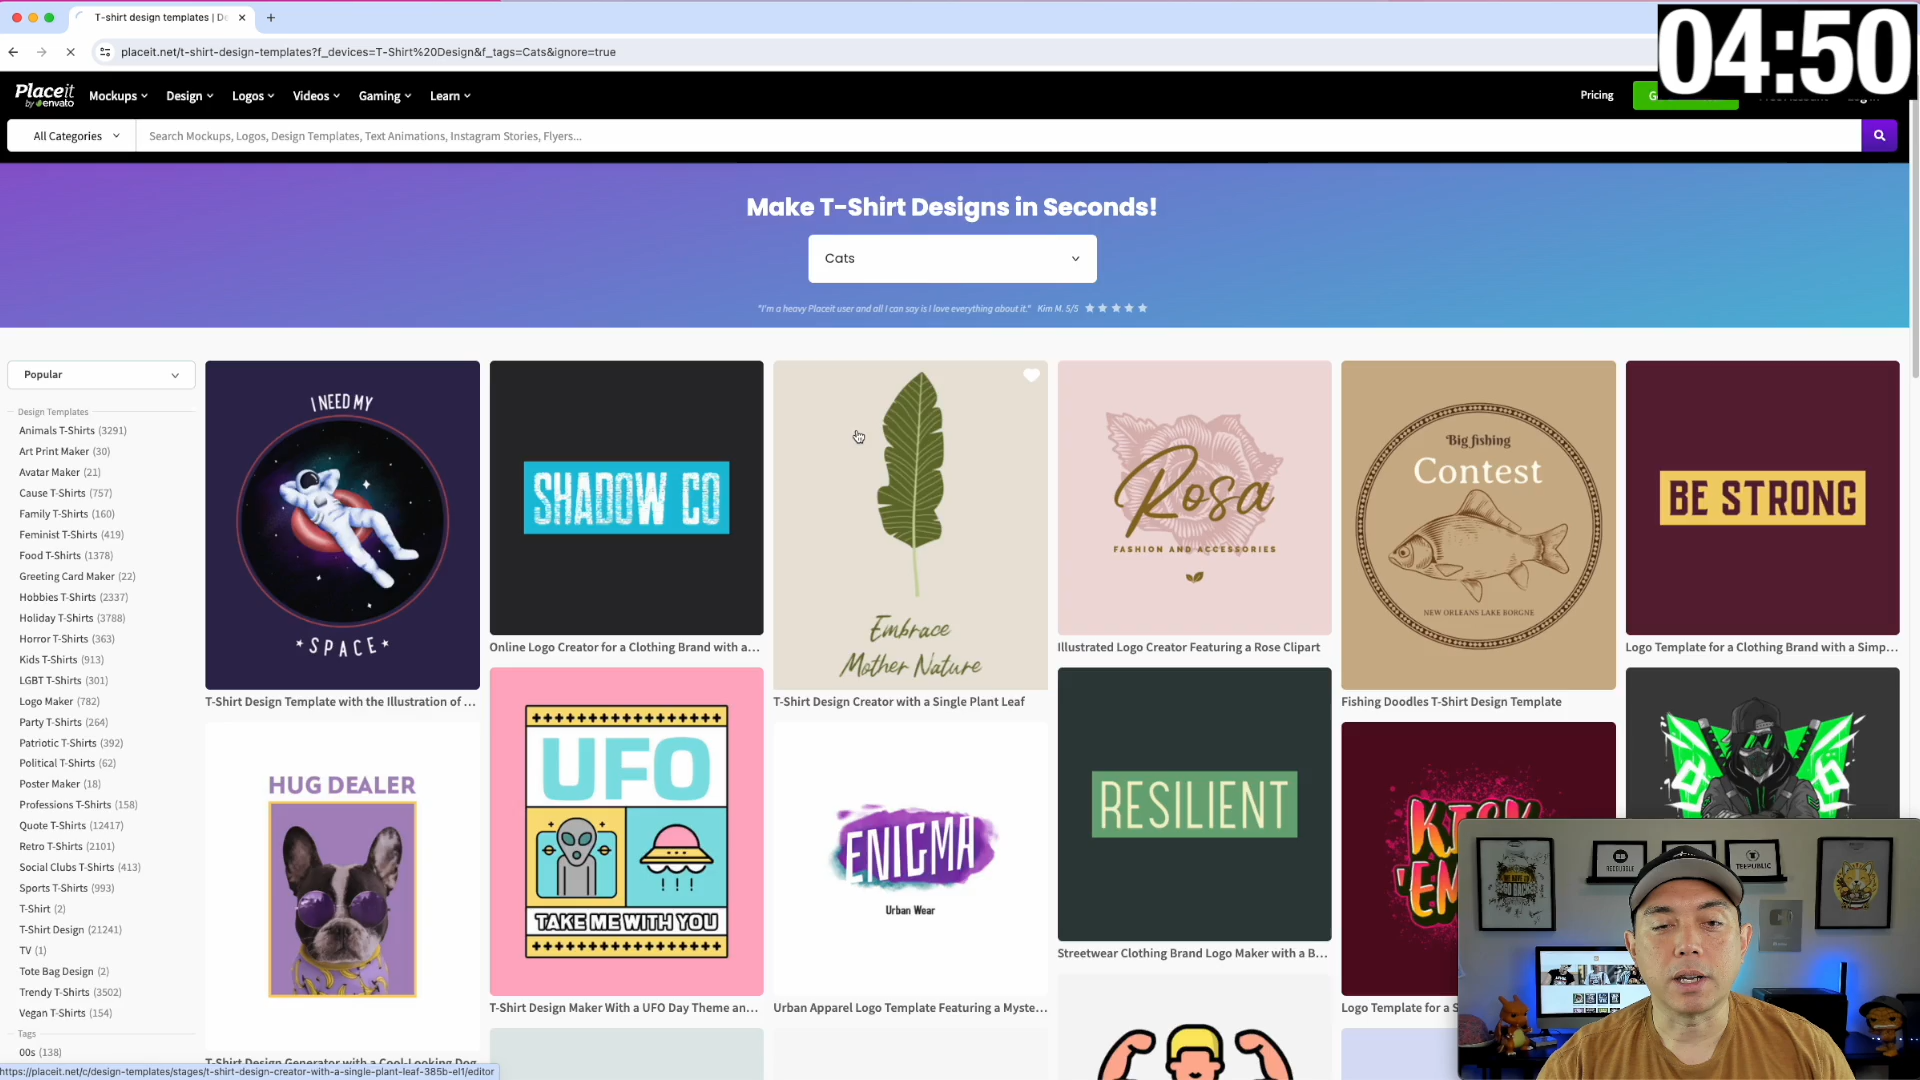 T-shirt design templates | De
placeit.net/t-shirt-design-templates?f_devices=T-Shirt%20Design&f_tags=Cats&ignore=true
04:50
Placeit
by envato
Mockups
Design
Logos
Videos
Gaming
Learn
Pricing
All Categories
Search Mockups, Logos, Design Templates, Text Animations, Instagram Stories, Flyers...
Make T-Shirt Designs in Seconds!
Cats
"I'm a heavy Placeit user and all I can say is I love everything about it." Kim M. 5/5
Popular
Design Templates
Animals T-Shirts (3291)
Art Print Maker (30)
Avatar Maker (21)
Cause T-Shirts (757)
Family T-Shirts (160)
Feminist T-Shirts (419)
Food T-Shirts (1378)
Greeting Card Maker (22)
Hobbies T-Shirts (2337)
Holiday T-Shirts (3788)
Horror T-Shirts (363)
Kids T-Shirts (913)
LGBT T-Shirts (301)
Logo Maker (782)
Party T-Shirts (264)
Patriotic T-Shirts (392)
Political T-Shirts (62)
Poster Maker (18)
Professions T-Shirts (158)
Quote T-Shirts (12417)
Retro T-Shirts (2101)
Social Clubs T-Shirts (413)
Sports T-Shirts (993)
T-Shirt (2)
T-Shirt Design (21241)
TV (1)
Tote Bag Design (2)
Trendy T-Shirts (3502)
Vegan T-Shirts (154)
Tags
00s (138)
I NEED MY
SPACE
T-Shirt Design Template with the Illustration of ...
SHADOW CO
Online Logo Creator for a Clothing Brand with a...
Embrace
Mother Nature
T-Shirt Design Creator with a Single Plant Leaf
Rosa
FASHION AND ACCESSORIES
Illustrated Logo Creator Featuring a Rose Clipart
Big fishing
Contest
NEW ORLEANS LAKE BORGNE
Fishing Doodles T-Shirt Design Template
BE STRONG
Logo Template for a Clothing Brand with a Simp...
HUG DEALER
T-Shirt Design Generator with a Cool-Looking Dog
UFO
TAKE ME WITH YOU
T-Shirt Design Maker With a UFO Day Theme an...
ENIGMA
Urban Wear
Urban Apparel Logo Template Featuring a Myste...
RESILIENT
Streetwear Clothing Brand Logo Maker with a B...
KICK
'EM
Logo Template for a S
TEEPUBLIC
https://placeit.net/c/design-templates/stages/t-shirt-design-creator-with-a-single-plant-leaf-385b-el1/editor